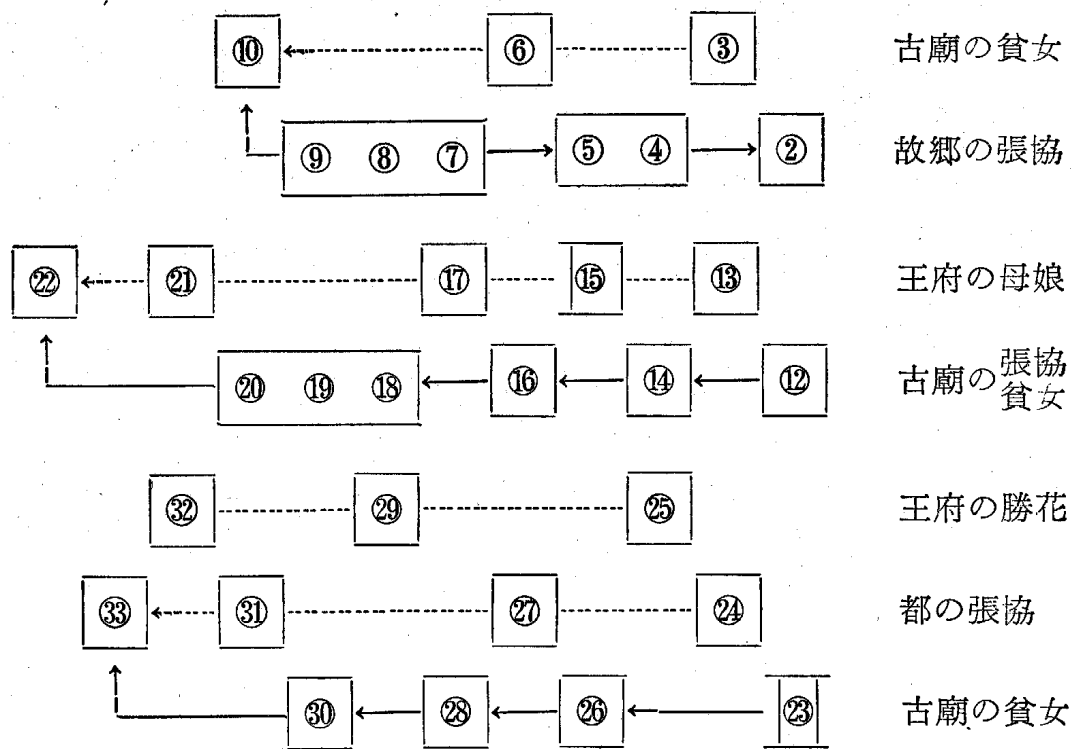 ⑩ ⑥ ③ 古廟の貧女
⑨ ⑧ ⑦ ⑤ ④ ② 故郷の張協
㉒ ㉑ ⑰ ⑮ ⑬ 王府の母娘
⑳ ⑲ ⑱ ⑯ ⑭ ⑫ 古廟の張協貧女
㉜ ㉙ ㉕ 王府の勝花
㉝ ㉛ ㉗ ㉔ 都の張協
㉚ ㉘ ㉖ ㉓ 古廟の貧女